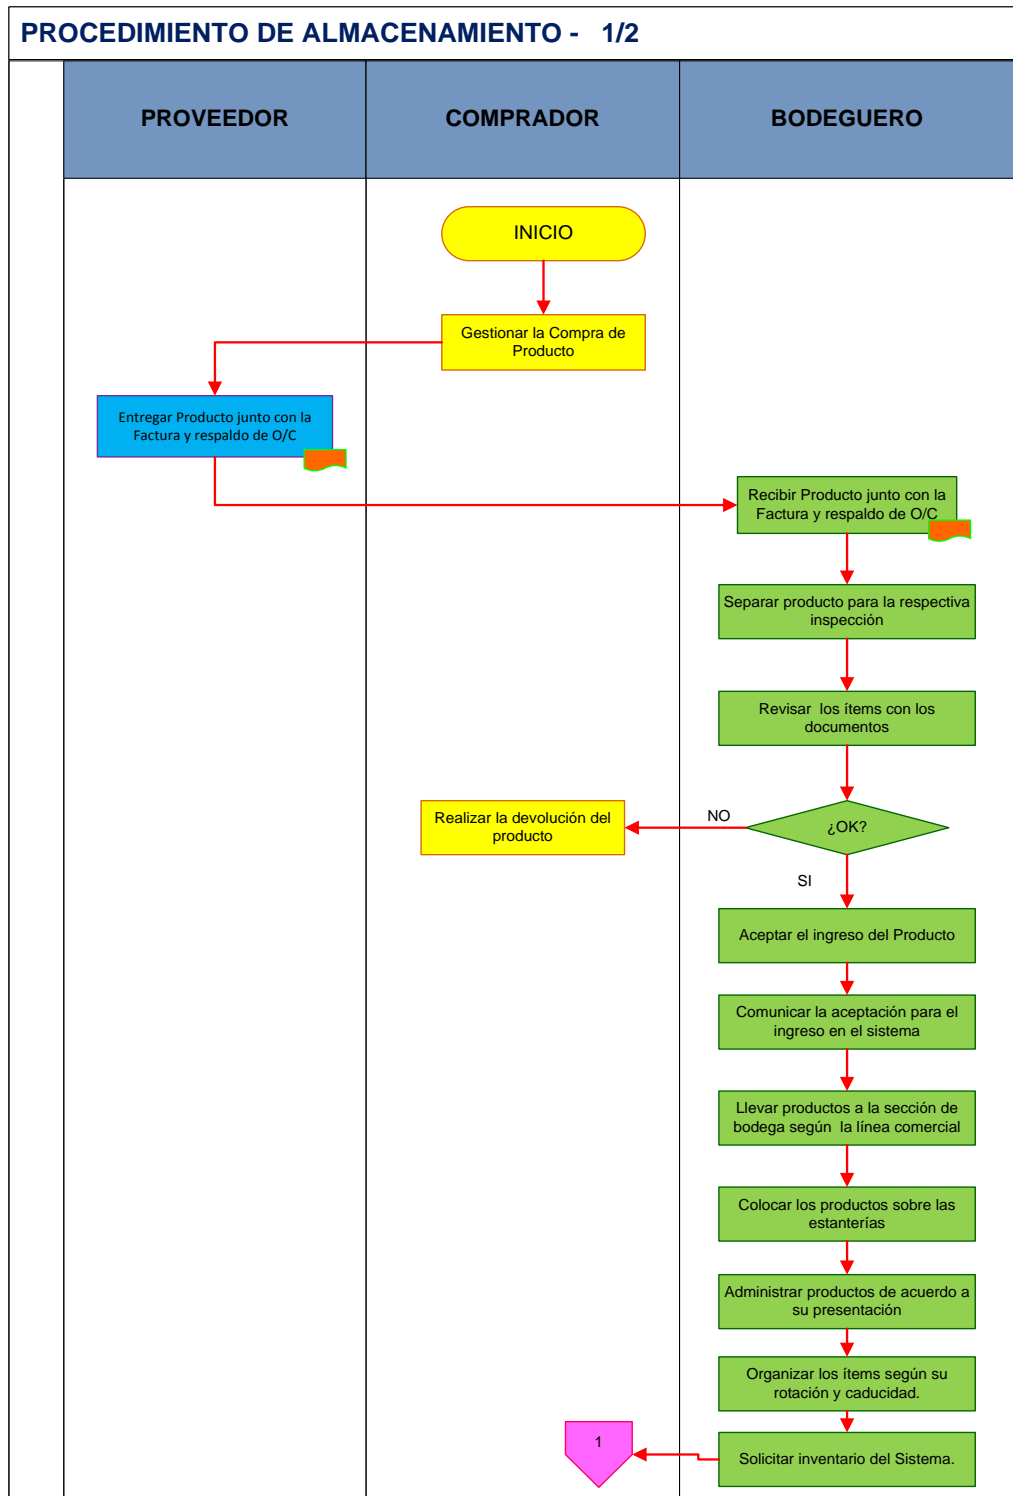 PROCEDIMIENTO DE ALMACENAMIENTO -   1/2
PROVEEDOR
COMPRADOR
BODEGUERO
INICIO
Gestionar la Compra de
Producto
Entregar Producto junto con la
Factura y respaldo de O/C
Recibir Producto junto con la
Factura y respaldo de O/C
Separar producto para la respectiva
inspección
Revisar  los ítems con los
documentos
¿OK?
NO
Realizar la devolución del
producto
SI
Aceptar el ingreso del Producto
Comunicar la aceptación para el
ingreso en el sistema
Llevar productos a la sección de
bodega según  la línea comercial
Colocar los productos sobre las
estanterías
Administrar productos de acuerdo a
su presentación
Organizar los ítems según su
rotación y caducidad.
Solicitar inventario del Sistema.
1